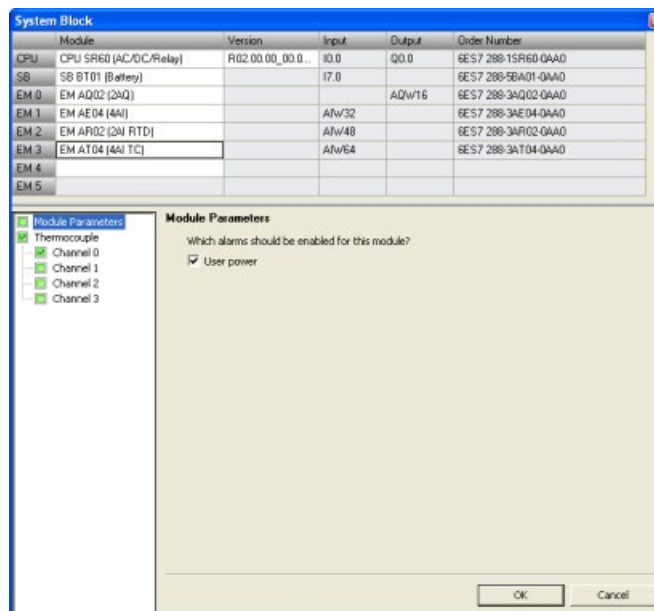 System Block
Module Version Input Output Order Number
CPU CPU SR60 (AC/DC/Relay) R02.00.00_00.0... I0.0 Q0.0 6ES7 288-1SR60-0AA0
SB SB BT01 (Battery) I7.0 6ES7 288-5BA01-0AA0
EM 0 EM AQ02 (2AQ) AQW16 6ES7 288-3AQ02-0AA0
EM 1 EM AE04 (4AI) AIW32 6ES7 288-3AE04-0AA0
EM 2 EM AR02 (2AI RTD) AIW48 6ES7 288-3AR02-0AA0
EM 3 EM AT04 (4AI TC) AIW64 6ES7 288-3AT04-0AA0
EM 4
EM 5
Module Parameters
Thermocouple
Channel 0
Channel 1
Channel 2
Channel 3
Module Parameters
Which alarms should be enabled for this module?
User power
OK Cancel